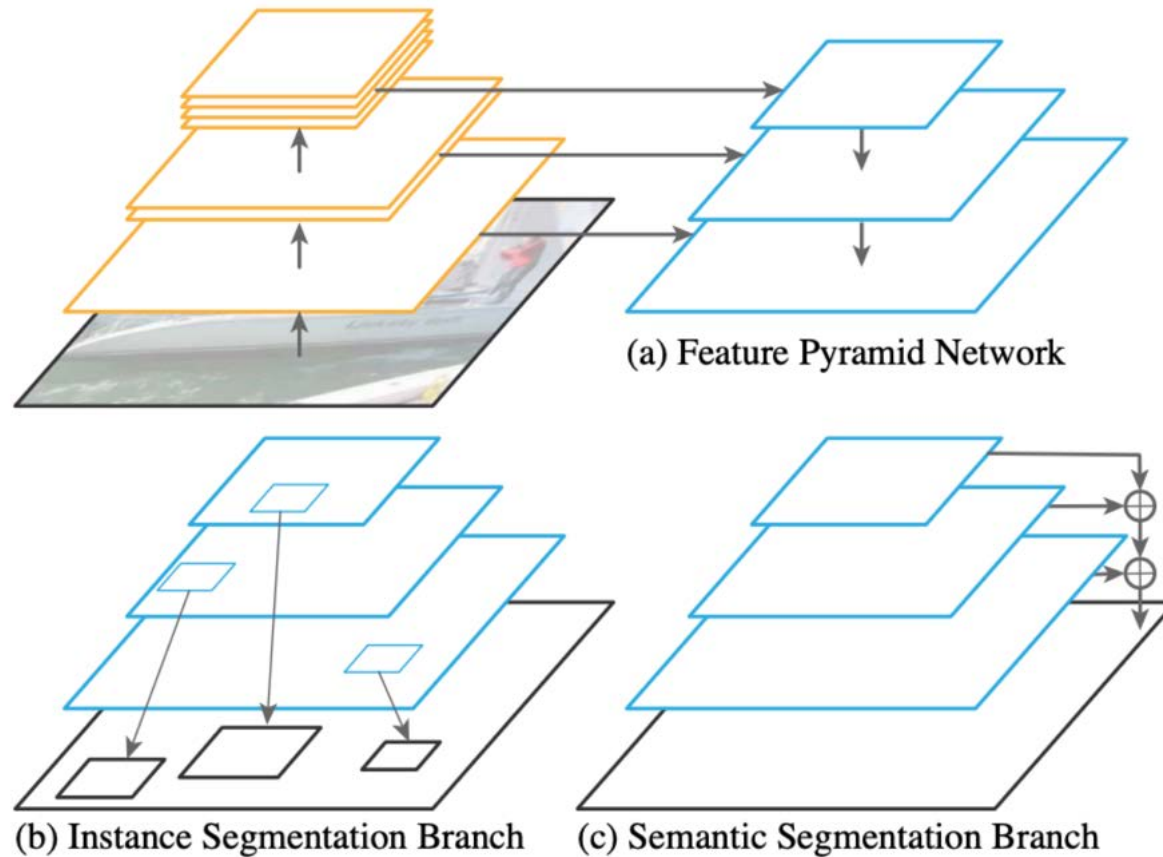 (a) Feature Pyramid Network
(b) Instance Segmentation Branch
(c) Semantic Segmentation Branch